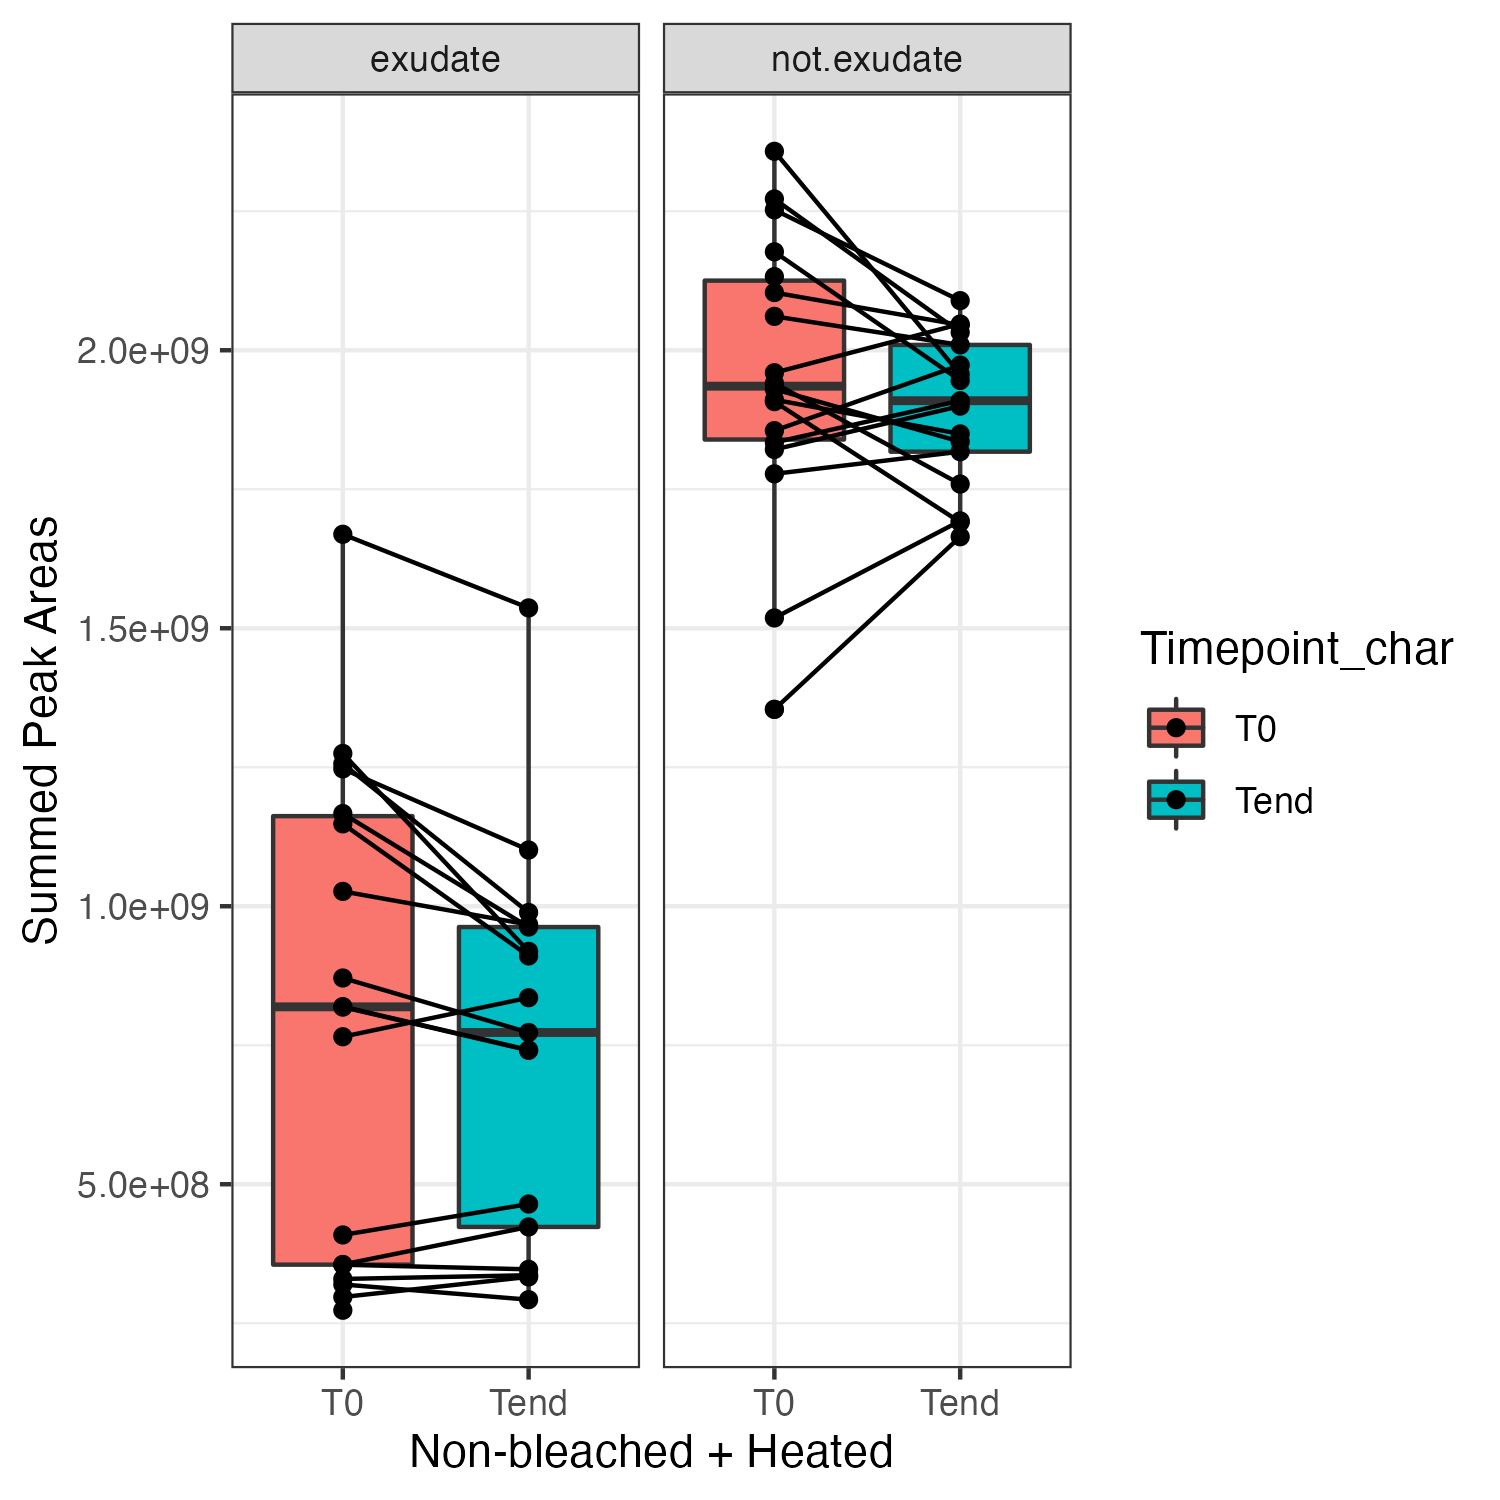 exudate
not.exudate
Summed Peak Areas
2.0e+09
1.5e+09
1.0e+09
5.0e+08
T0
Tend
T0
Tend
Non-bleached + Heated
Timepoint_char
T0
Tend